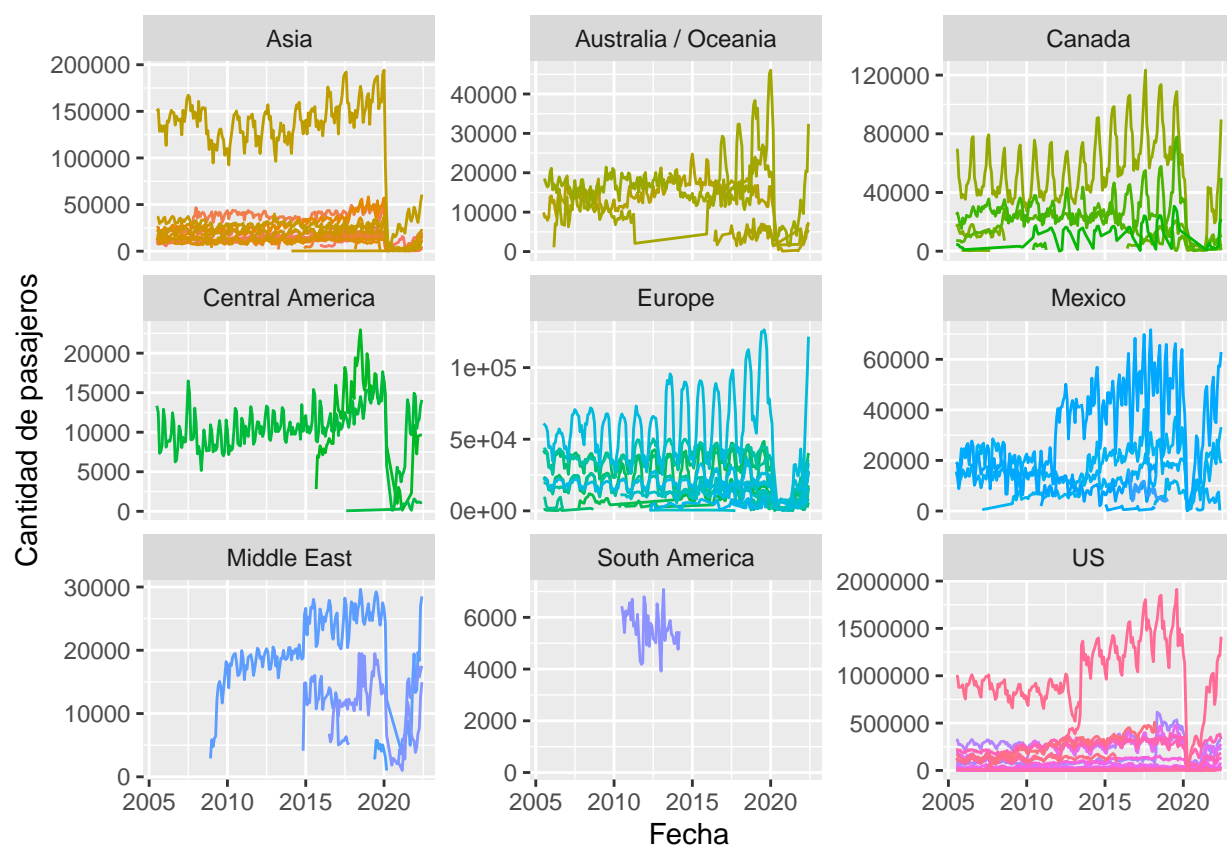 Asia
Australia / Oceania
Canada
200000
150000
100000
50000
0
40000
30000
20000
10000
0
120000
80000
40000
0
Central America
Europe
Mexico
20000
15000
10000
5000
0
1e+05
5e+04
0e+00
60000
40000
20000
0
Middle East
South America
US
30000
20000
10000
0
6000
4000
2000
0
2000000
1500000
1000000
500000
0
2005 2010 2015 2020
2005 2010 2015 2020
2005 2010 2015 2020
Fecha
Cantidad de pasajeros